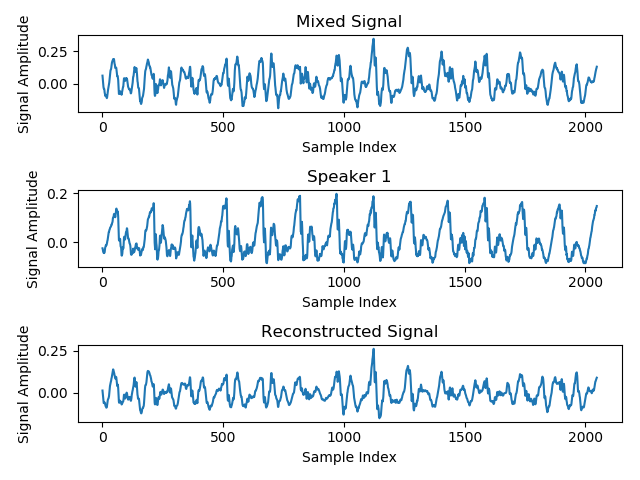 Mixed Signal
Signal Amplitude
0.25
0.00
0
500
1000
1500
2000
Sample Index
Speaker 1
Signal Amplitude
0.2
0.0
0
500
1000
1500
2000
Sample Index
Reconstructed Signal
Signal Amplitude
0.25
0.00
0
500
1000
1500
2000
Sample Index